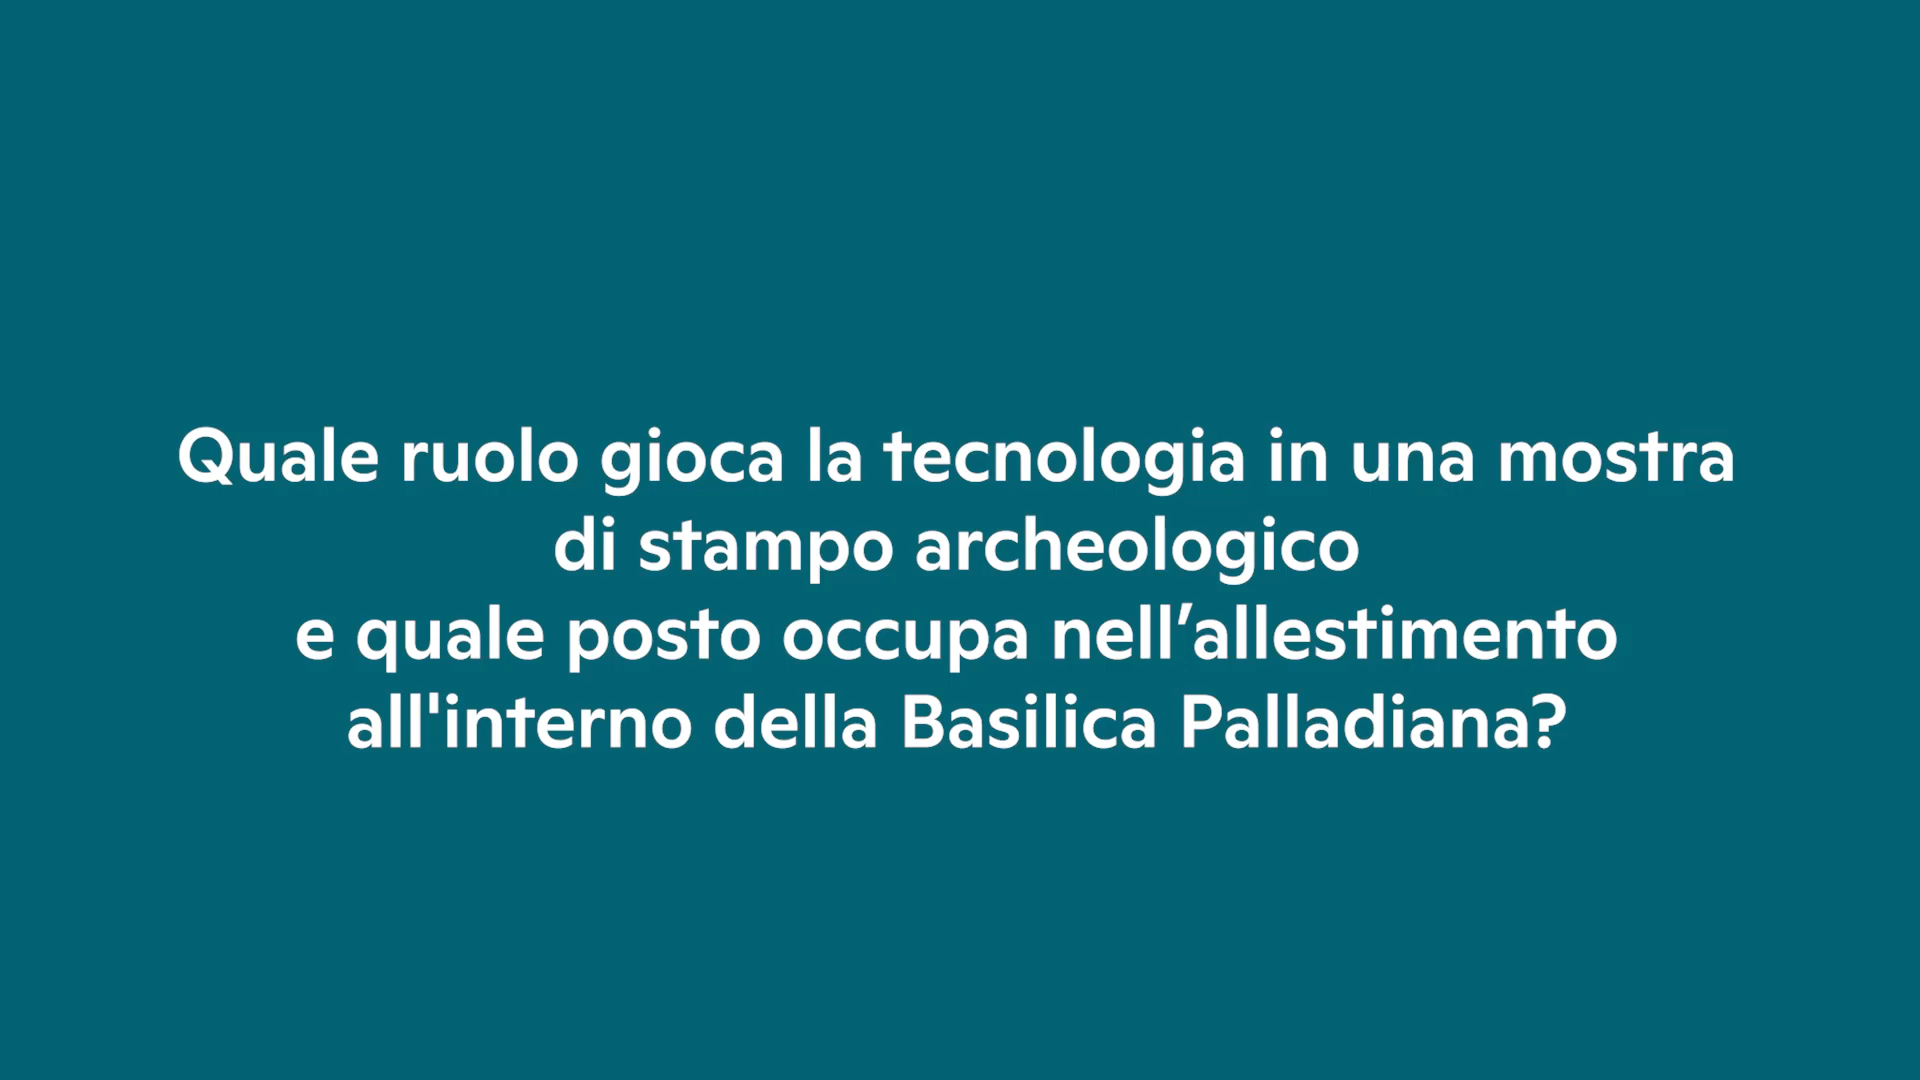 Quale ruolo gioca la tecnologia in una mostra
di stampo archeologico
e quale posto occupa nell’allestimento
all'interno della Basilica Palladiana?